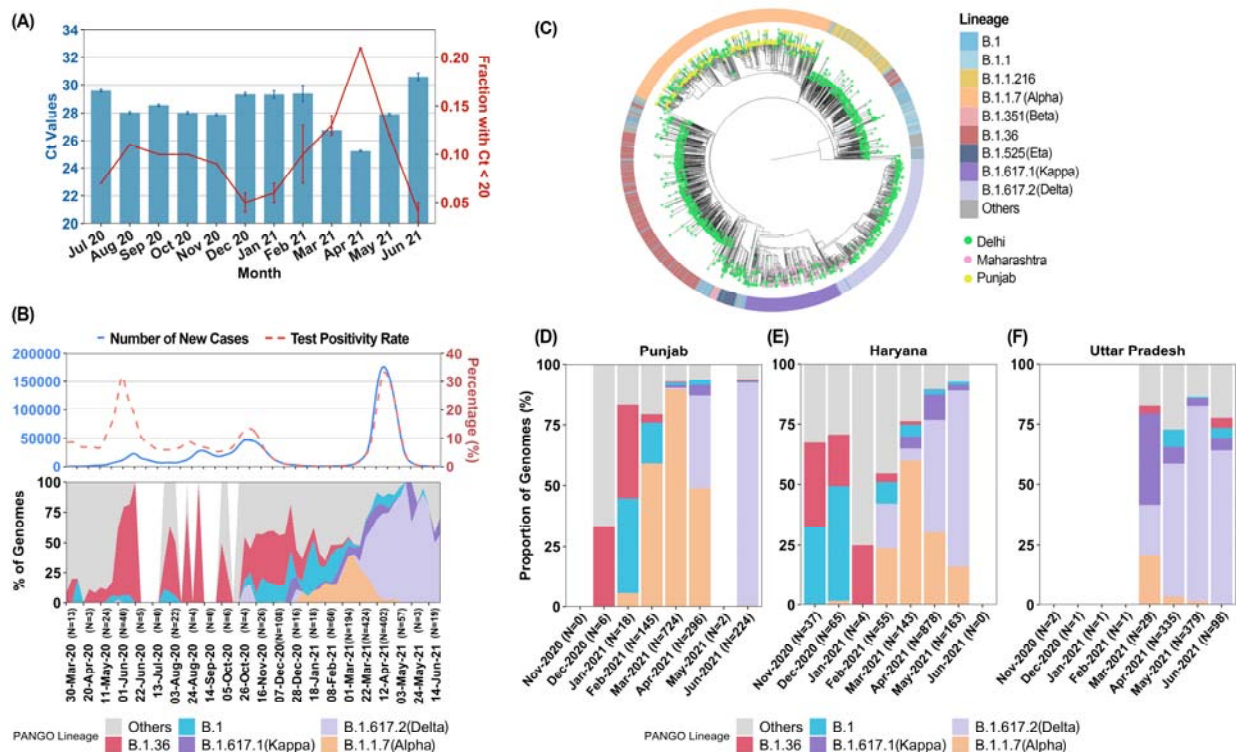 (A)
34
32
30
28
26
24
22
20
Ct Values
0.20
0.15
0.10
0.05
Fraction with Ct < 20
Jul 20
Aug 20
Sep 20
Oct 20
Nov 20
Dec 20
Jan 21
Feb 21
Mar 21
Apr 21
May 21
Jun 21
Month
(B)
Number of New Cases
Test Positivity Rate
200000
150000
100000
50000
0
40
30
20
10
0
Percentage (%)
100
75
50
25
0
% of Genomes
30-Mar-20 (N=13)
20-Apr-20 (N=3)
11-May-20 (N=24)
01-Jun-20 (N=48)
22-Jun-20 (N=5)
13-Jul-20 (N=8)
03-Aug-20 (N=22)
24-Aug-20 (N=4)
14-Sep-20 (N=6)
05-Oct-20 (N=6)
26-Oct-20 (N=4)
16-Nov-20 (N=26)
07-Dec-20 (N=108)
28-Dec-20 (N=16)
18-Jan-21 (N=18)
08-Feb-21 (N=68)
01-Mar-21 (N=194)
22-Mar-21 (N=424)
12-Apr-21 (N=402)
03-May-21 (N=57)
24-May-21 (N=3)
14-Jun-21 (N=19)
PANGO Lineage
Others
B.1
B.1.617.2(Delta)
B.1.36
B.1.617.1(Kappa)
B.1.1.7(Alpha)
(C)
Lineage
B.1
B.1.1
B.1.1.216
B.1.1.7(Alpha)
B.1.351(Beta)
B.1.36
B.1.525(Eta)
B.1.617.1(Kappa)
B.1.617.2(Delta)
Others
Delhi
Maharashtra
Punjab
(D)
Punjab
100
75
50
25
0
Proportion of Genomes (%)
Nov-2020 (N=0)
Dec-2020 (N=6)
Jan-2021 (N=18)
Feb-2021 (N=145)
Mar-2021 (N=724)
Apr-2021 (N=296)
May-2021 (N=2)
Jun-2021 (N=224)
(E)
Haryana
100
75
50
25
0
Nov-2020 (N=37)
Dec-2020 (N=65)
Jan-2021 (N=4)
Feb-2021 (N=55)
Mar-2021 (N=143)
Apr-2021 (N=878)
May-2021 (N=163)
Jun-2021 (N=0)
(F)
Uttar Pradesh
100
75
50
25
0
Nov-2020 (N=2)
Dec-2020 (N=1)
Jan-2021 (N=1)
Feb-2021 (N=1)
Mar-2021 (N=29)
Apr-2021 (N=335)
May-2021 (N=379)
Jun-2021 (N=98)
PANGO Lineage
Others
B.1
B.1.617.2(Delta)
B.1.36
B.1.617.1(Kappa)
B.1.1.7(Alpha)